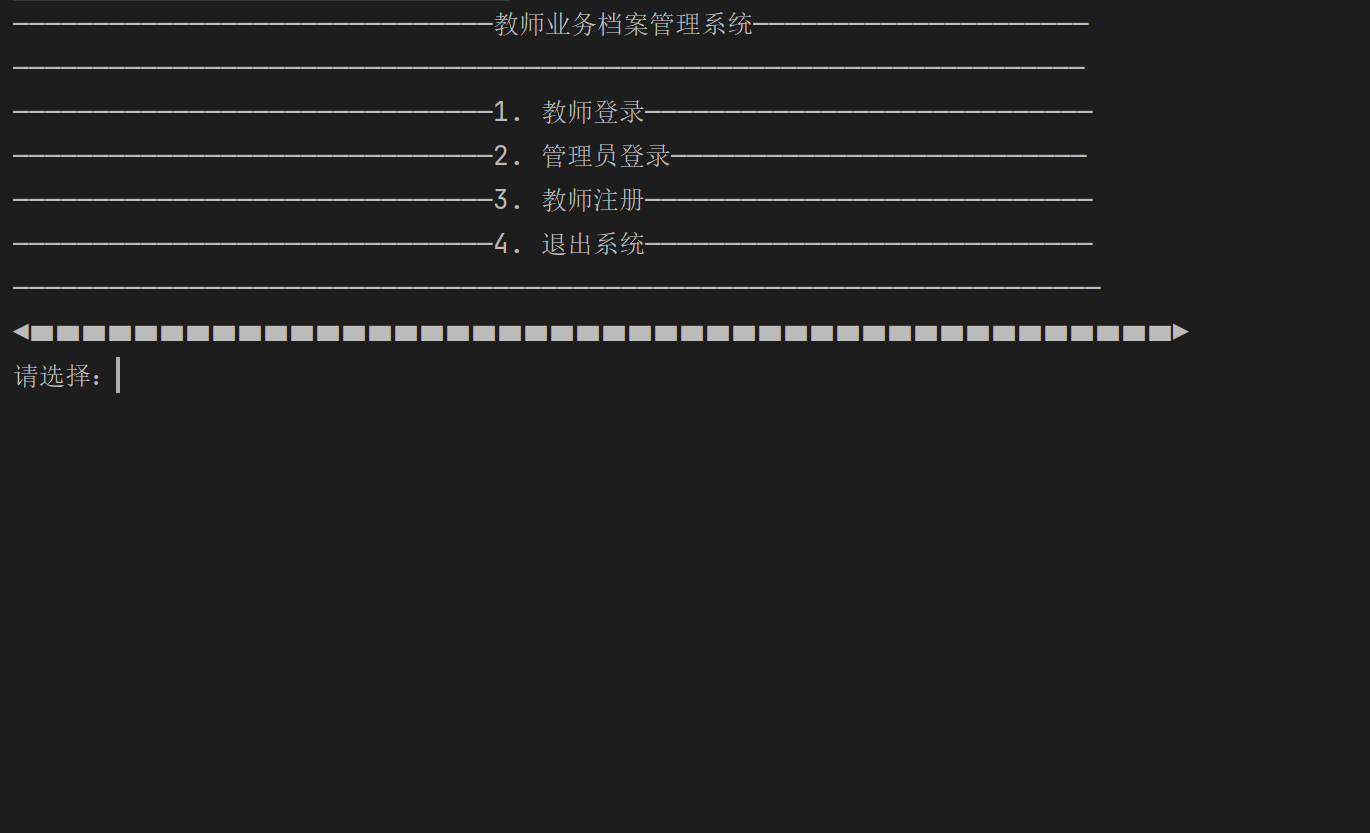 教师业务档案管理系统
1. 教师登录
2. 管理员登录
3. 教师注册
4. 退出系统
请选择：